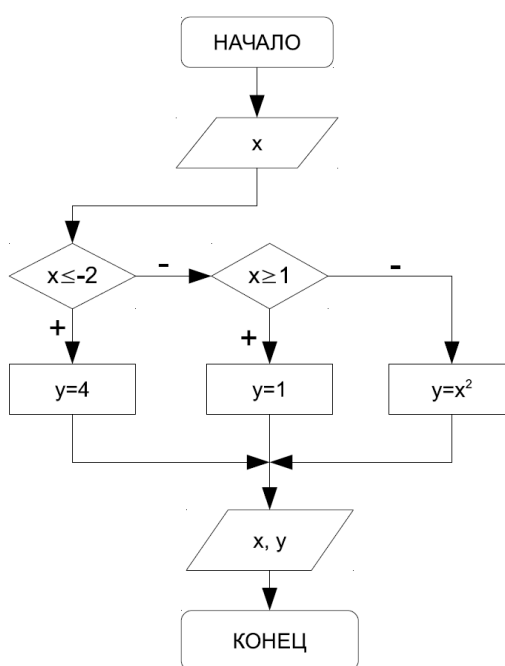 НАЧАЛО
x
x≤-2
-
x≥1
-
+
+
y=4
y=1
y=x²
x, y
КОНЕЦ